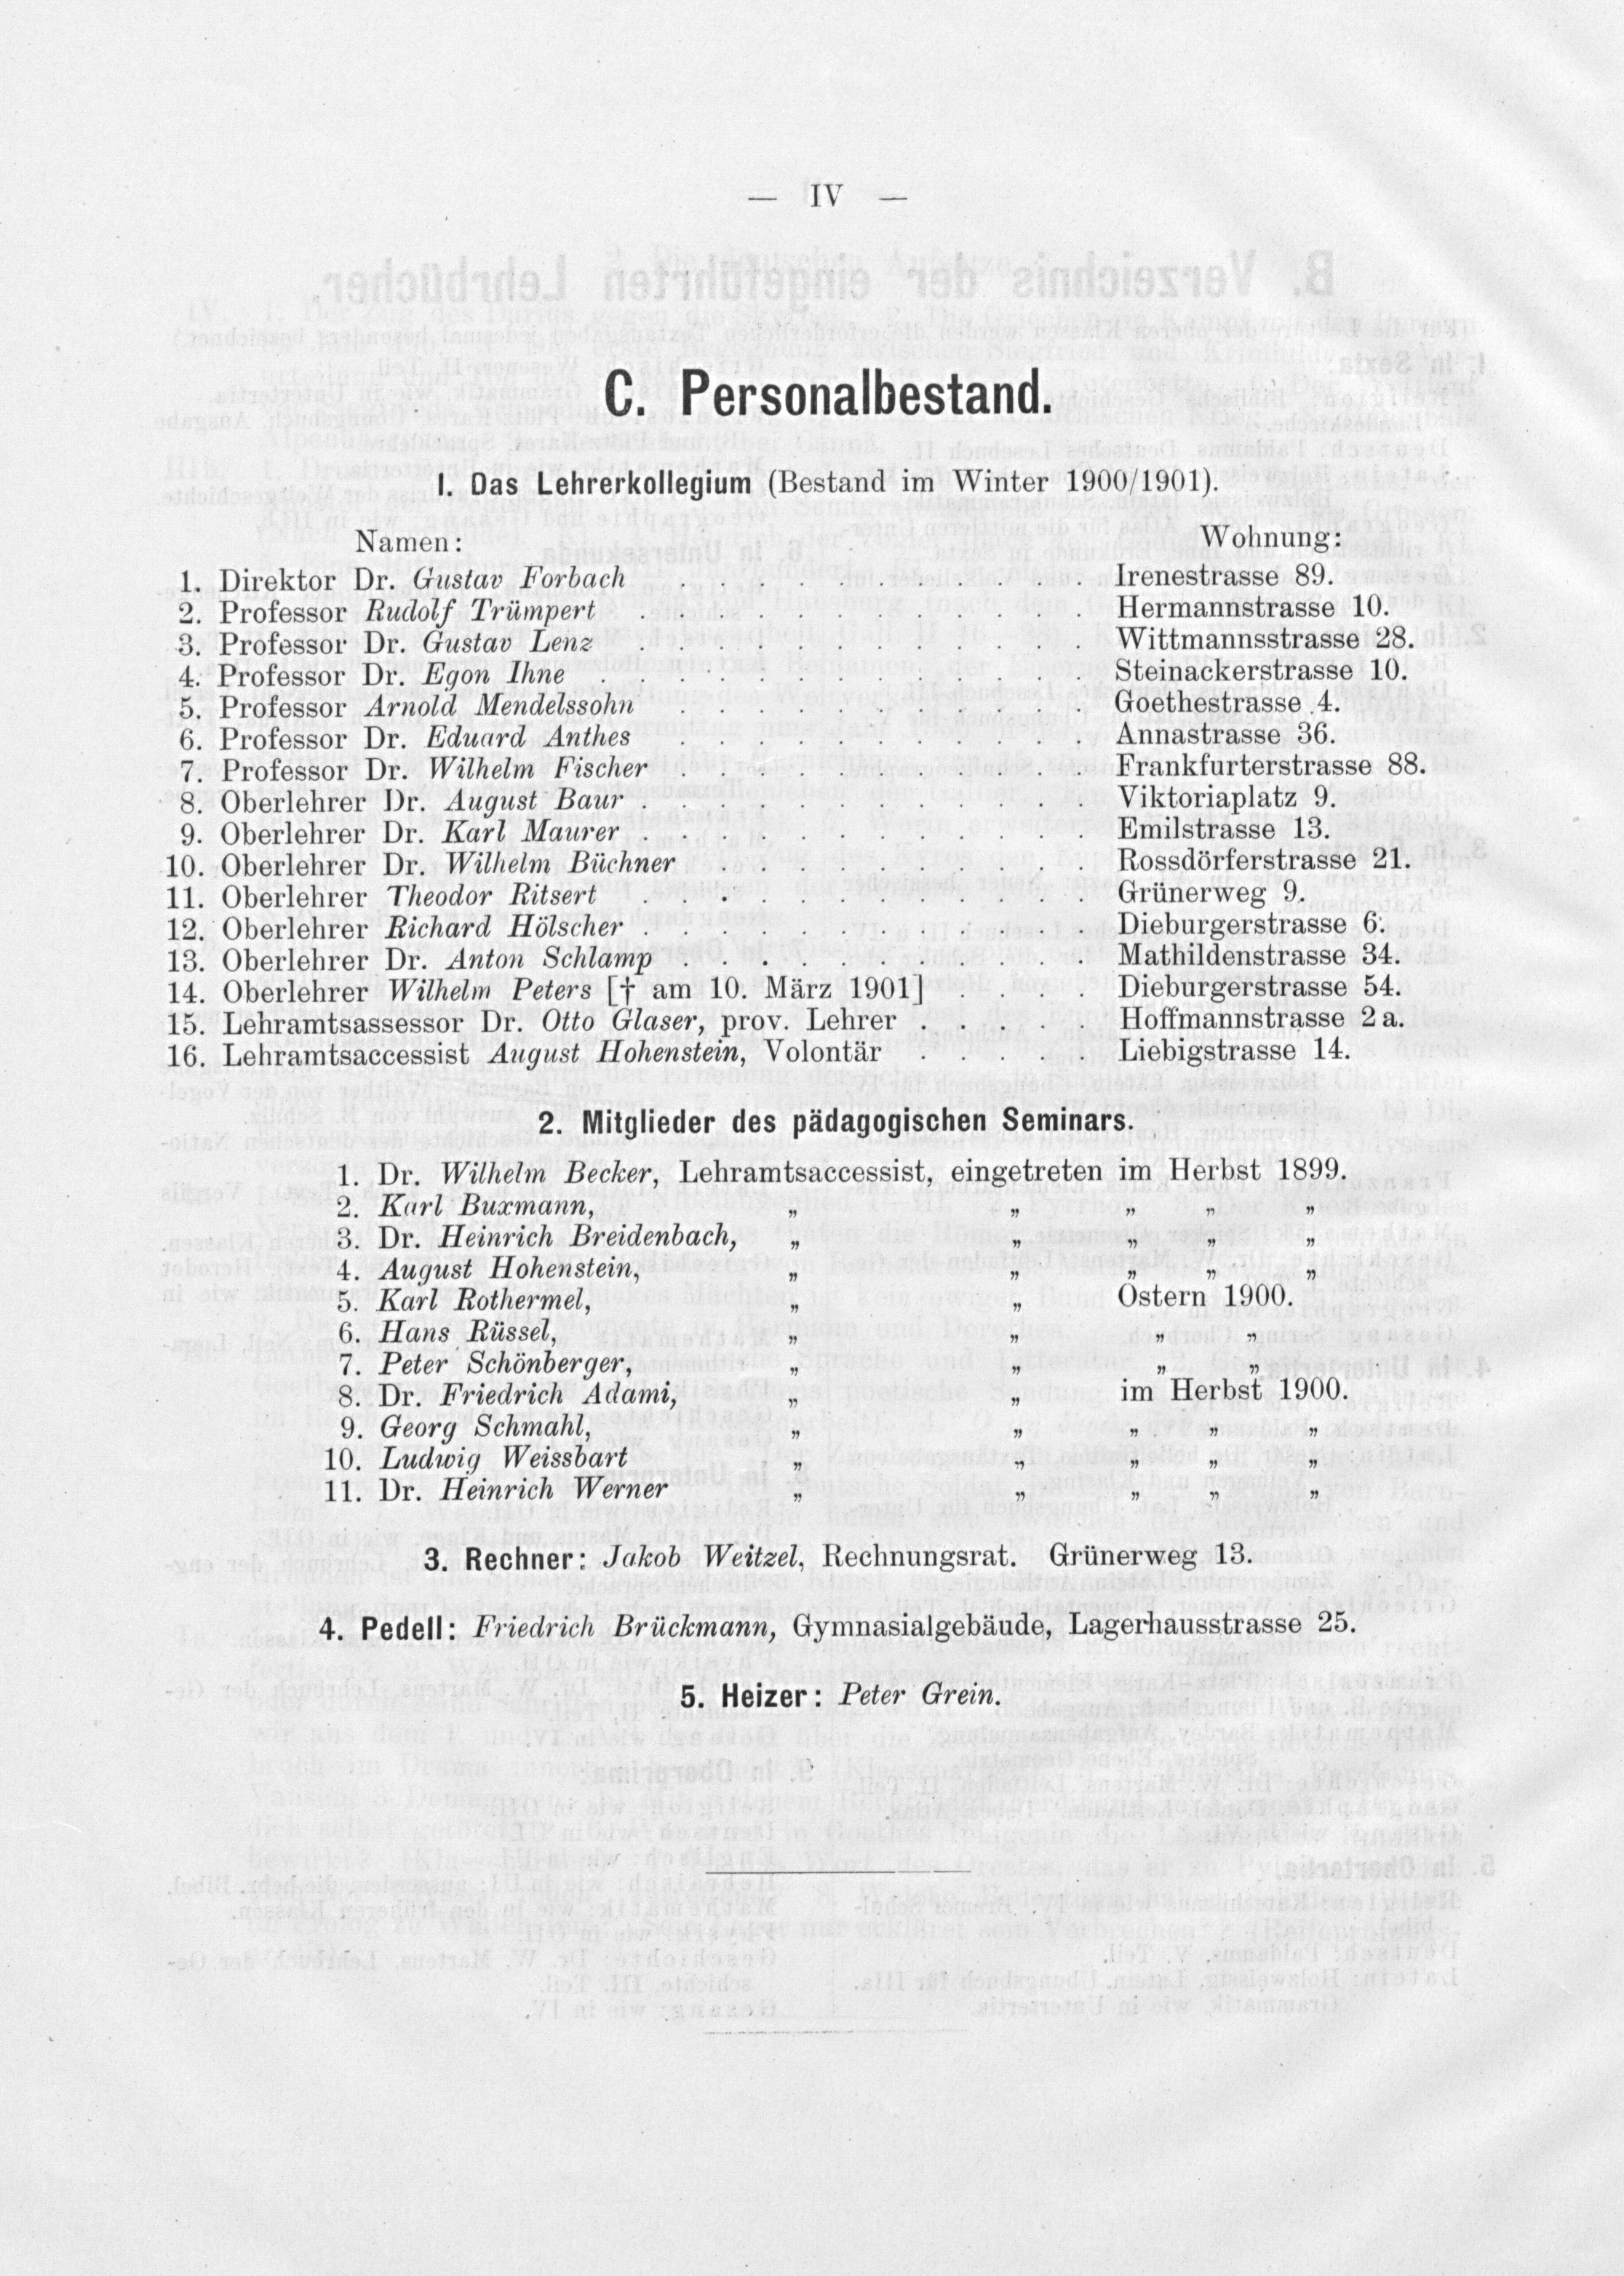 — IV —
C. Personalbestand.
I. Das Lehrerkollegium (Bestand im Winter 1900/1901).
Namen: Wohnung:
1. Direktor Dr. Gustav Forbach . . . . . . . . . . . Irenestrasse 89.
2. Professor Rudolf Trümpert . . . . . . . . . . . . Hermannstrasse 10.
3. Professor Dr. Gustav Lenz . . . . . . . . . . . . Wittmannsstrasse 28.
4. Professor Dr. Egon Ihne . . . . . . . . . . . . . Steinackerstrasse 10.
5. Professor Arnold Mendelssohn . . . . . . . . . . . Goethestrasse 4.
6. Professor Dr. Eduard Anthes . . . . . . . . . . . Annastrasse 36.
7. Professor Dr. Wilhelm Fischer . . . . . . . . . . . Frankfurterstrasse 88.
8. Oberlehrer Dr. August Baur . . . . . . . . . . . . Viktoriaplatz 9.
9. Oberlehrer Dr. Karl Maurer . . . . . . . . . . . . Emilstrasse 13.
10. Oberlehrer Dr. Wilhelm Büchner . . . . . . . . . . Rossdörferstrasse 21.
11. Oberlehrer Theodor Ritsert . . . . . . . . . . . . Grünerweg 9.
12. Oberlehrer Richard Hölscher . . . . . . . . . . . . Dieburgerstrasse 6.
13. Oberlehrer Dr. Anton Schlamp . . . . . . . . . . . Mathildenstrasse 34.
14. Oberlehrer Wilhelm Peters [† am 10. März 1901] . . . . Dieburgerstrasse 54.
15. Lehramtsassessor Dr. Otto Glaser, prov. Lehrer . . . . . Hoffmannstrasse 2 a.
16. Lehramtsaccessist August Hohenstein, Volontär . . . . . Liebigstrasse 14.
2. Mitglieder des pädagogischen Seminars.
1. Dr. Wilhelm Becker, Lehramtsaccessist, eingetreten im Herbst 1899.
2. Karl Buxmann, „ „ „ „ „
3. Dr. Heinrich Breidenbach, „ „ „ „ „
4. August Hohenstein, „ „ „ „ „
5. Karl Rothermel, „ „ Ostern 1900.
6. Hans Rüssel, „ „ „ „
7. Peter Schönberger, „ „ „ „
8. Dr. Friedrich Adami, „ „ im Herbst 1900.
9. Georg Schmahl, „ „ „ „ „
10. Ludwig Weissbart „ „ „ „ „
11. Dr. Heinrich Werner „ „ „ „ „
3. Rechner: Jakob Weitzel, Rechnungsrat. Grünerweg 13.
4. Pedell: Friedrich Brückmann, Gymnasialgebäude, Lagerhausstrasse 25.
5. Heizer: Peter Grein.